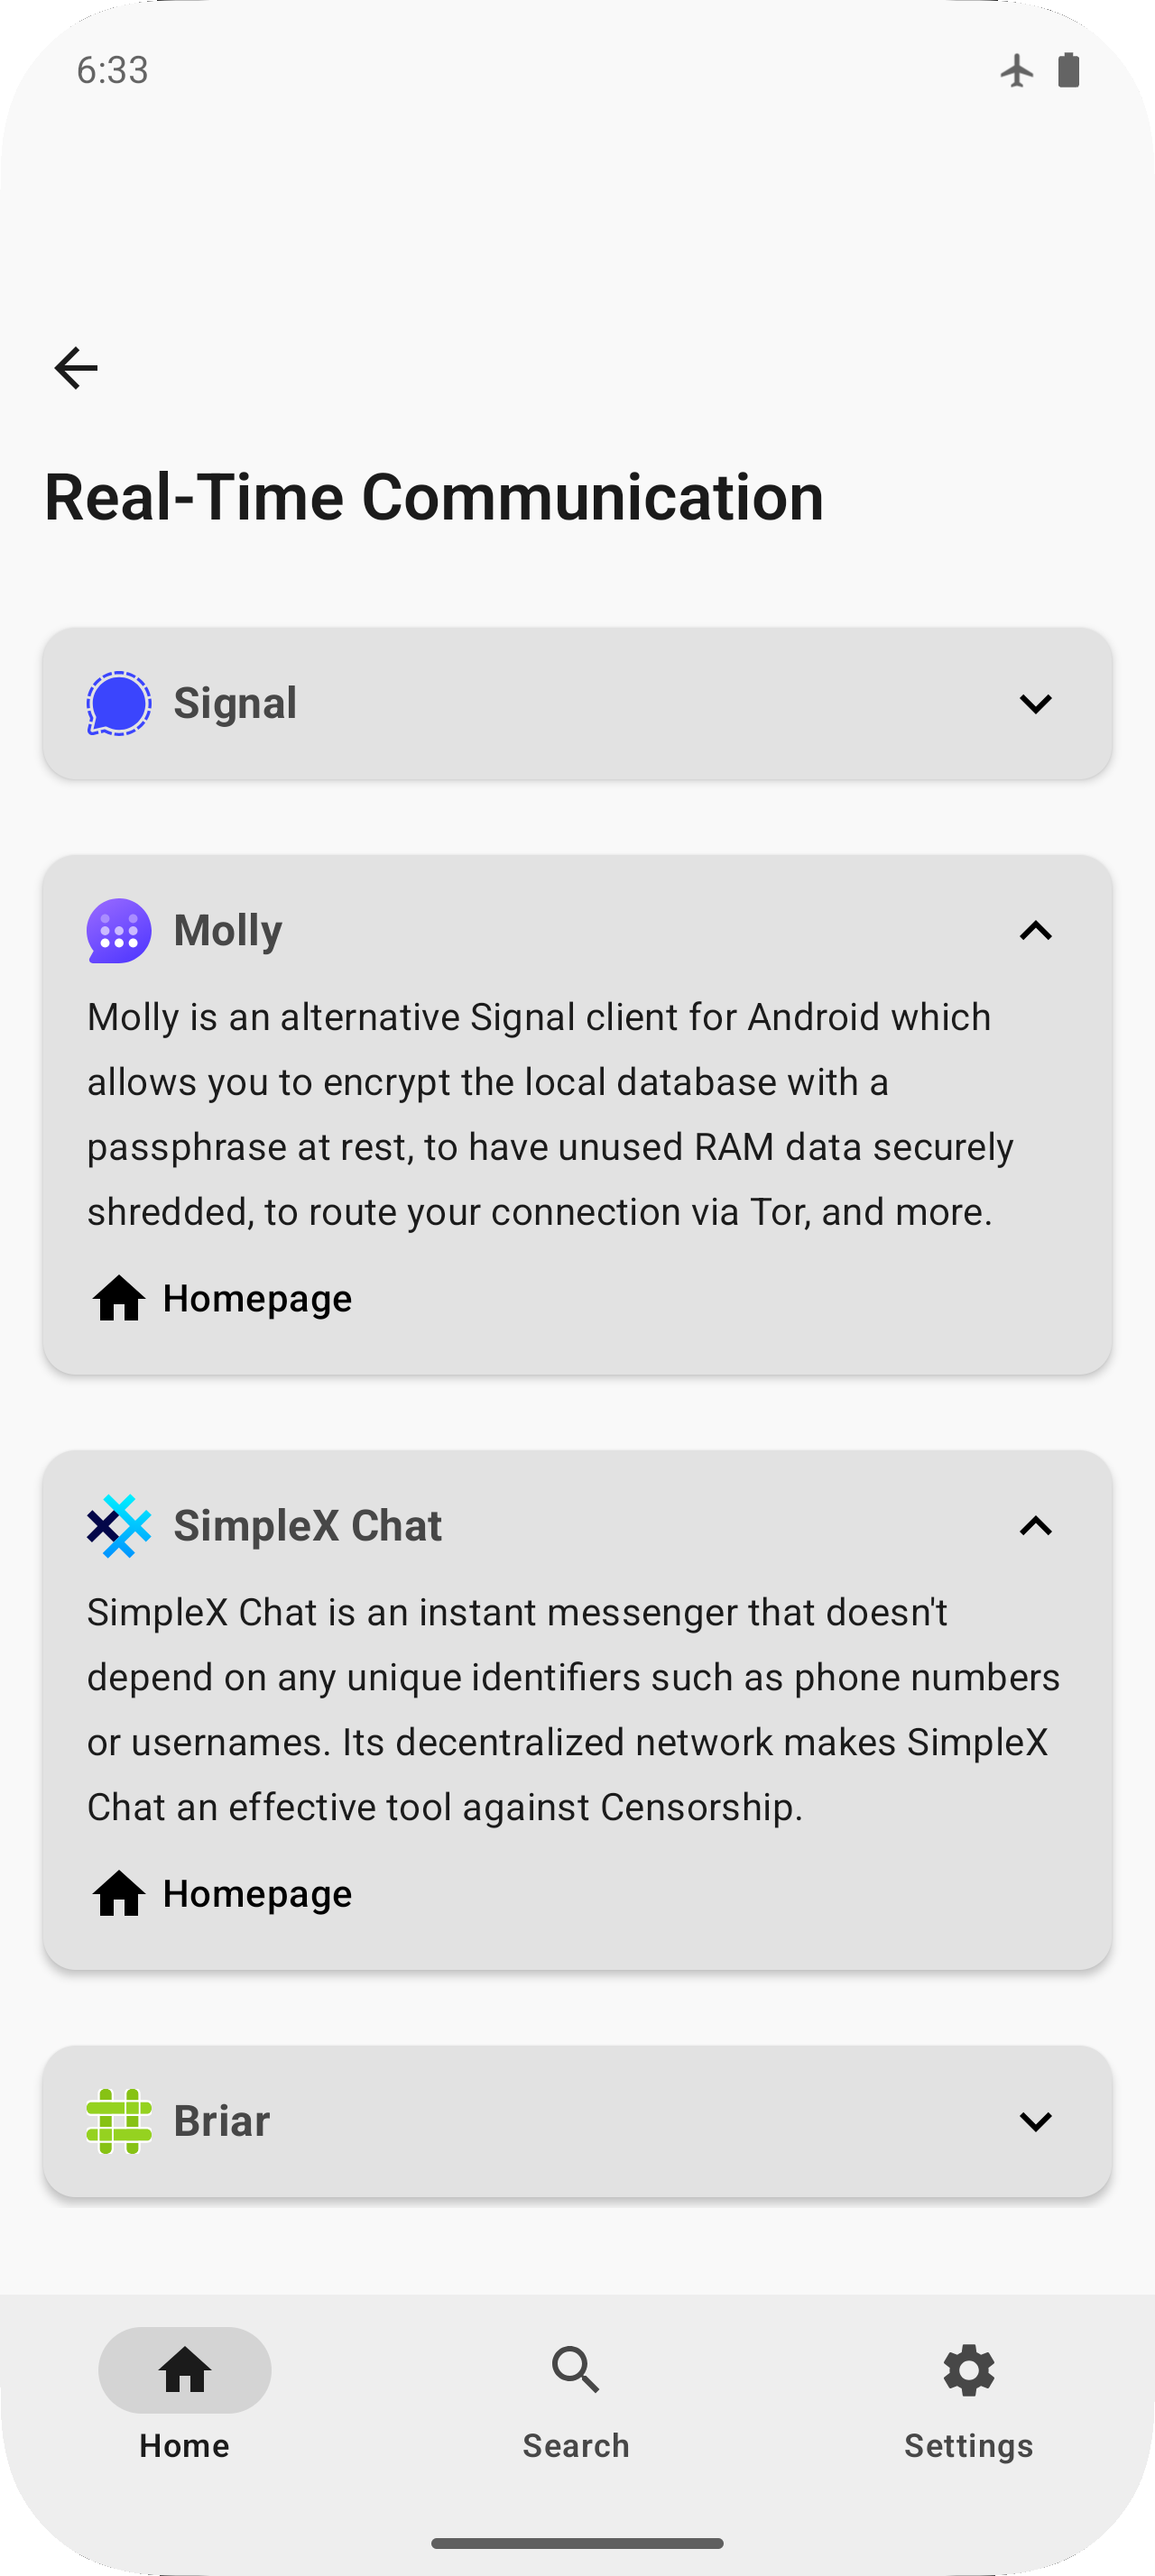 6:33
Real-Time Communication
Signal
Molly
Molly is an alternative Signal client for Android which
allows you to encrypt the local database with a
passphrase at rest, to have unused RAM data securely
shredded, to route your connection via Tor, and more.
Homepage
SimpleX Chat
SimpleX Chat is an instant messenger that doesn't
depend on any unique identifiers such as phone numbers
or usernames. Its decentralized network makes SimpleX
Chat an effective tool against Censorship.
Homepage
Briar
Home
Search
Settings